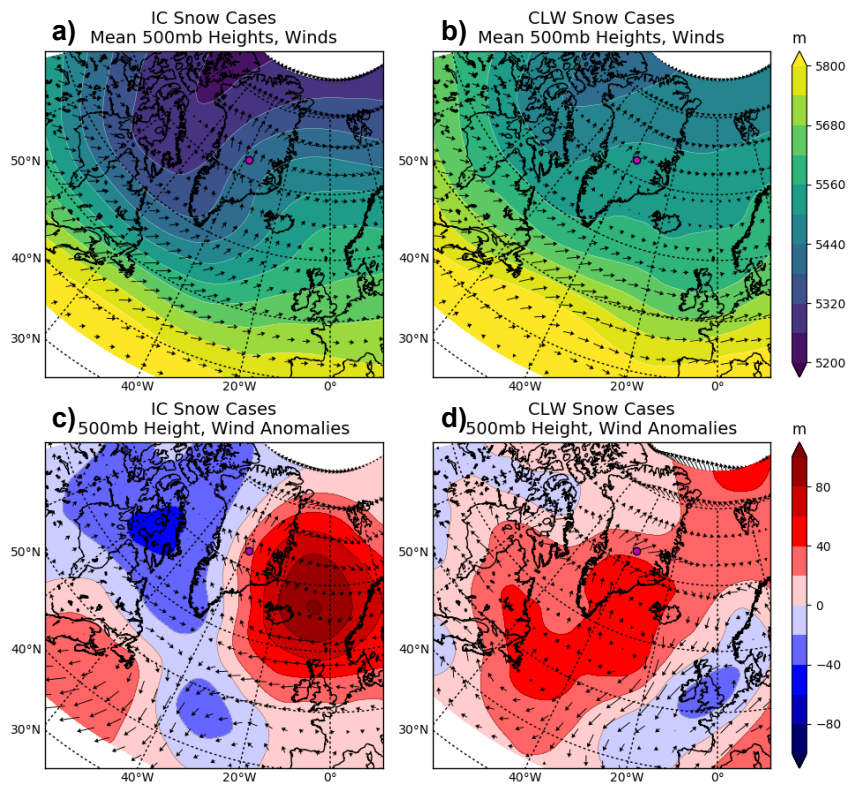 a)
IC Snow Cases
Mean 500mb Heights, Winds
b)
CLW Snow Cases
Mean 500mb Heights, Winds
m
5800
5680
5560
5440
5320
5200
50°N
40°N
30°N
40°W
20°W
0°
50°N
40°N
30°N
40°W
20°W
0°
c)
IC Snow Cases
500mb Height, Wind Anomalies
d)
CLW Snow Cases
500mb Height, Wind Anomalies
m
80
40
0
−40
−80
50°N
40°N
30°N
40°W
20°W
0°
50°N
40°N
30°N
40°W
20°W
0°